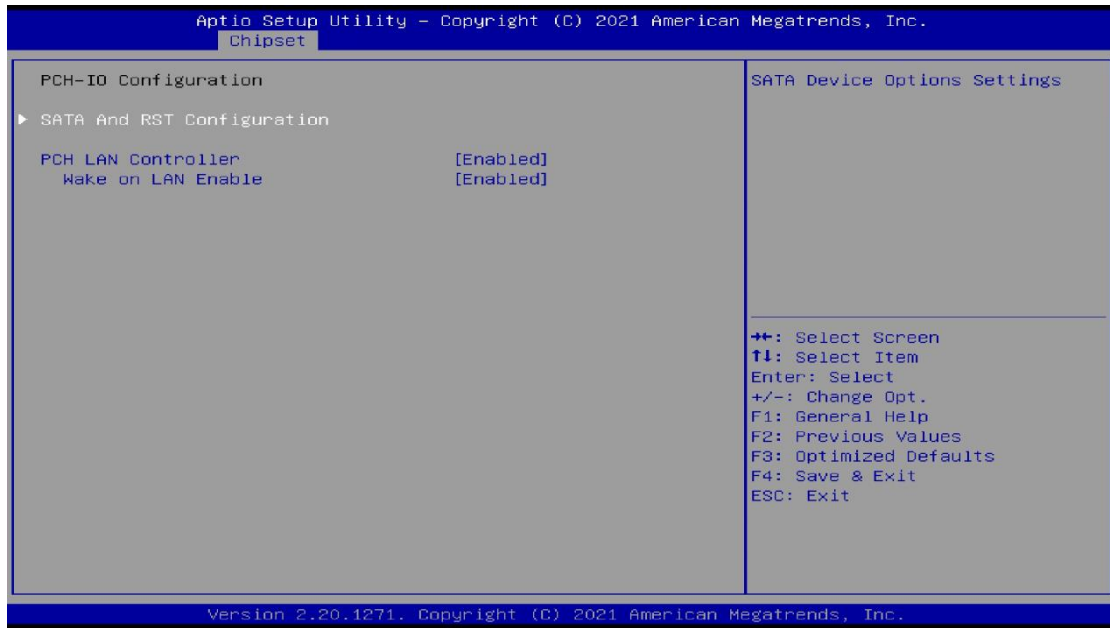 Aptio Setup Utility – Copyright (C) 2021 American Megatrends, Inc.
Chipset
PCH-IO Configuration
SATA And RST Configuration
PCH LAN Controller [Enabled]
Wake on LAN Enable [Enabled]
SATA Device Options Settings
→←: Select Screen
↑↓: Select Item
Enter: Select
+/-: Change Opt.
F1: General Help
F2: Previous Values
F3: Optimized Defaults
F4: Save & Exit
ESC: Exit
Version 2.20.1271. Copyright (C) 2021 American Megatrends, Inc.